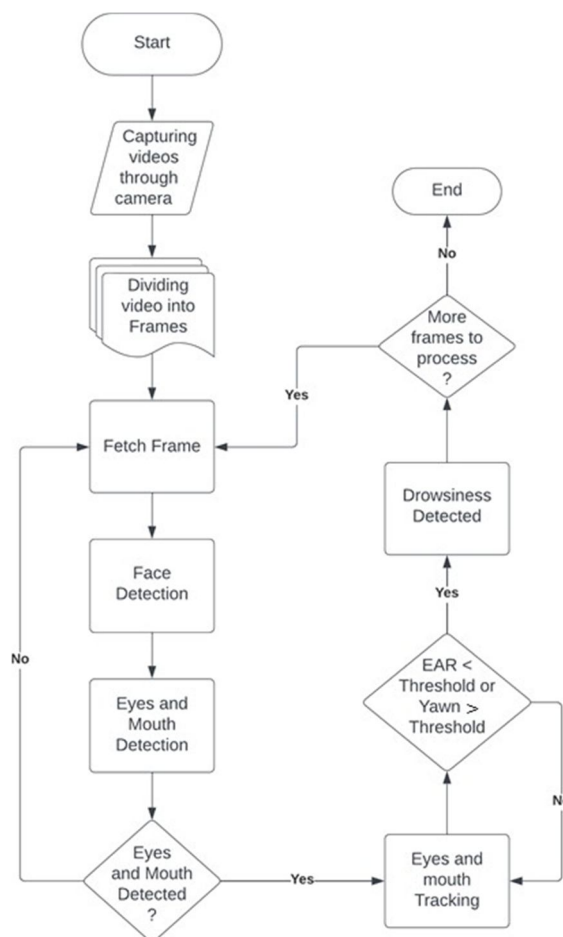 Start
Capturing
videos
through
camera
Dividing
video into
Frames
Fetch Frame
Face
Detection
Eyes and
Mouth
Detection
Eyes
and Mouth
Detected
?
No
Yes
Eyes and
mouth
Tracking
N
EAR <
Threshold or
Yawn >
Threshold
Yes
Drowsiness
Detected
More
frames to
process
?
Yes
No
End